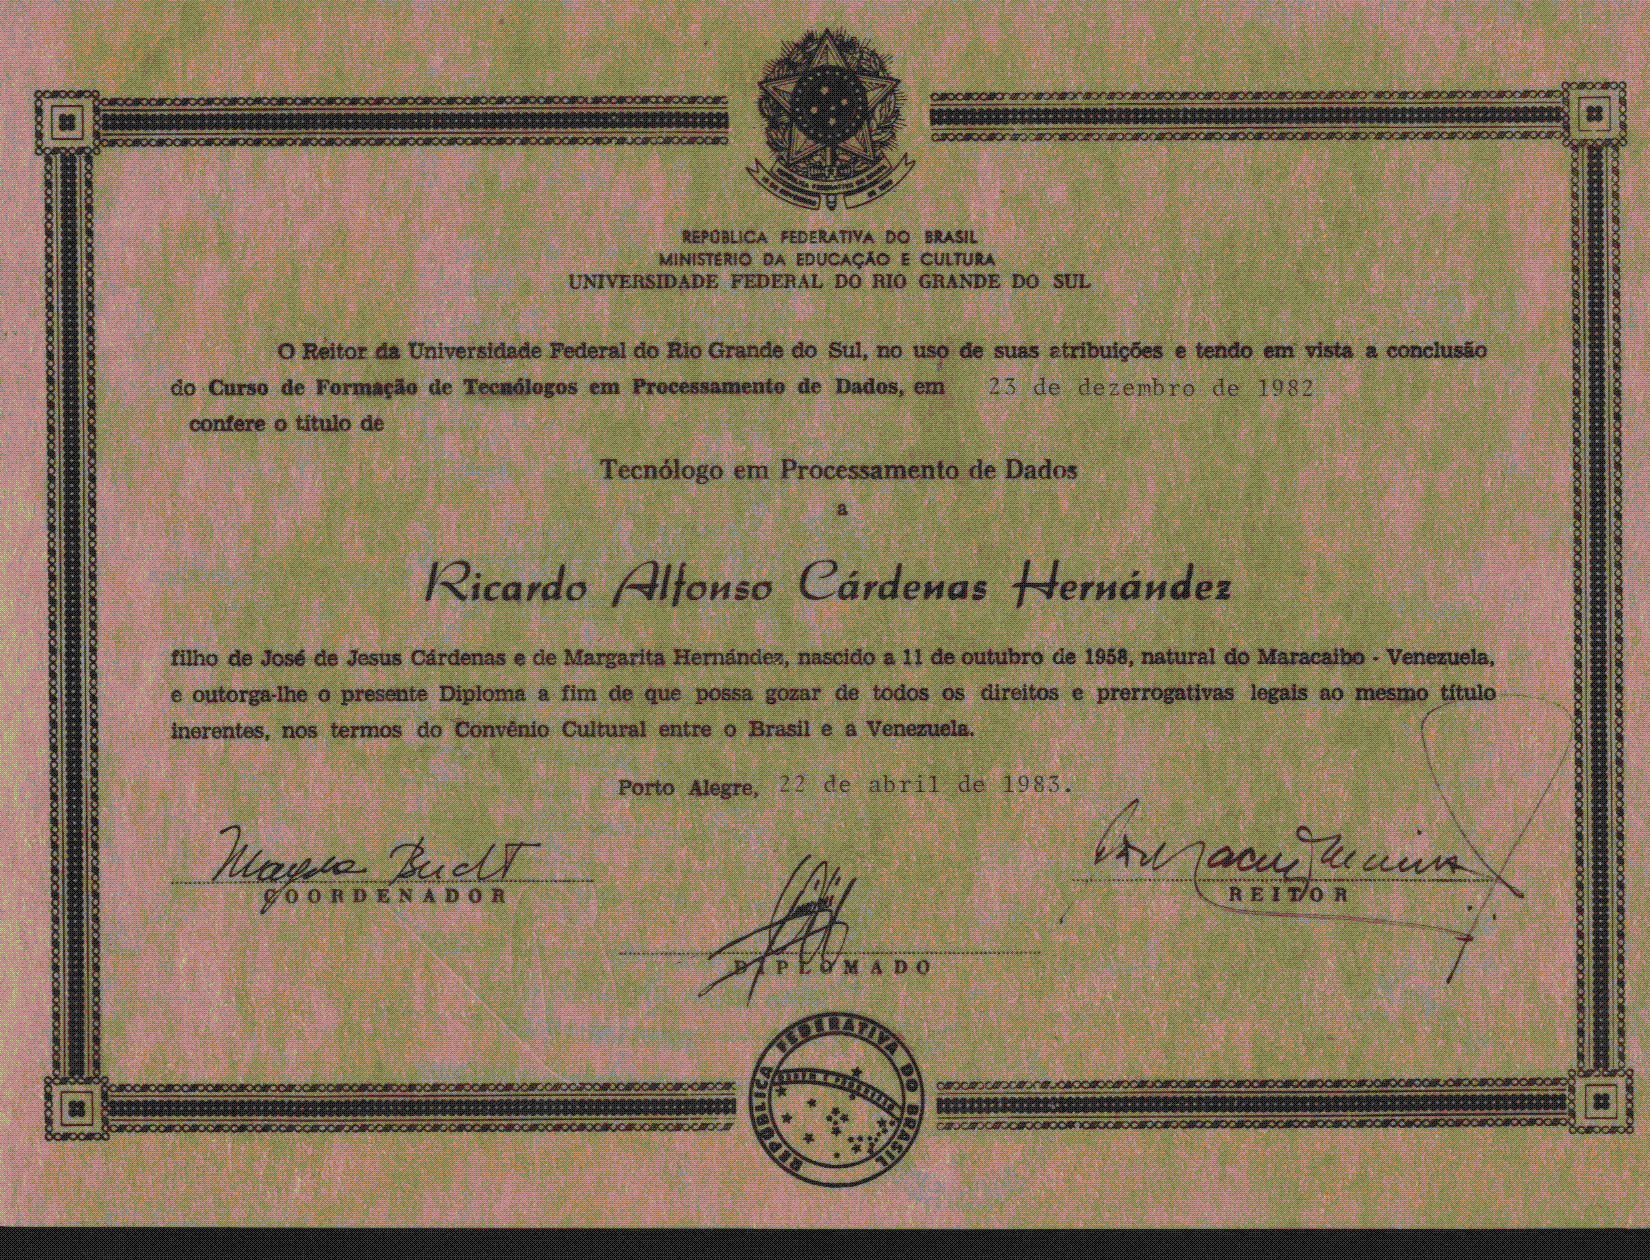 REPÚBLICA FEDERATIVA DO BRASIL
MINISTÉRIO DA EDUCAÇÃO E CULTURA
UNIVERSIDADE FEDERAL DO RIO GRANDE DO SUL
O Reitor da Universidade Federal do Rio Grande do Sul, no uso de suas atribuições e tendo em vista a conclusão
do Curso de Formação de Tecnólogos em Processamento de Dados, em 23 de dezembro de 1982
confere o título de
Tecnólogo em Processamento de Dados
a
Ricardo Alfonso Cárdenas Hernández
filho de José de Jesus Cárdenas e de Margarita Hernández, nascido a 11 de outubro de 1958, natural do Maracaibo - Venezuela,
e outorga-lhe o presente Diploma a fim de que possa gozar de todos os direitos e prerrogativas legais ao mesmo título
inerentes, nos termos do Convênio Cultural entre o Brasil e a Venezuela.
Porto Alegre, 22 de abril de 1983.
COORDENADOR
REITOR
DIPLOMADO
REPÚBLICA FEDERATIVA DO BRASIL
ORDEM E PROGRESSO